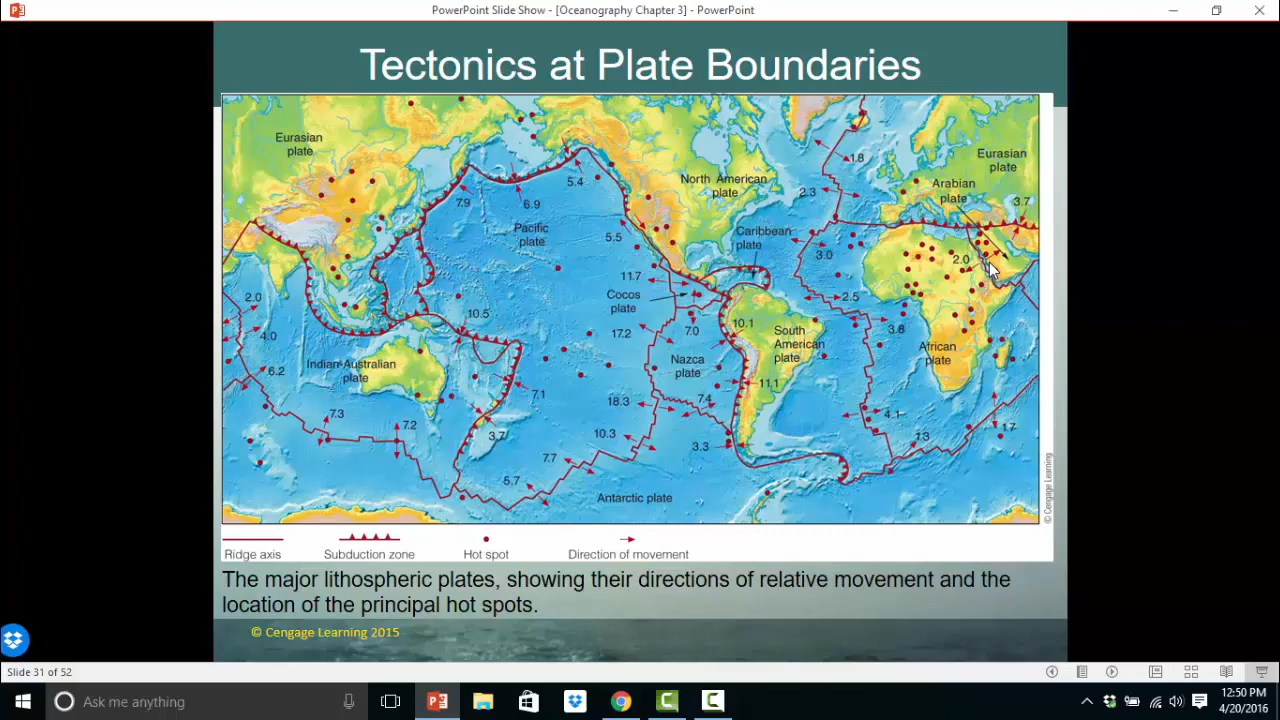 PowerPoint Slide Show - [Oceanography Chapter 3] - PowerPoint
Tectonics at Plate Boundaries
Eurasian
plate
Pacific
plate
North American
plate
Caribbean
plate
Cocos
plate
Nazca
plate
South
American
plate
Eurasian
plate
Arabian
plate
African
plate
Indian-Australian
plate
Antarctic plate
7.9
6.9
5.4
5.5
11.7
17.2
18.3
10.3
7.7
5.7
10.5
7.1
3.7
7.2
7.3
6.2
4.0
2.0
7.0
10.1
11.1
7.4
3.3
1.8
2.3
3.0
2.5
3.8
4.1
1.3
1.7
2.0
3.7
© Cengage Learning
Ridge axis
Subduction zone
Hot spot
Direction of movement
The major lithospheric plates, showing their directions of relative movement and the
location of the principal hot spots.
© Cengage Learning 2015
Slide 31 of 52
Ask me anything
12:50 PM
4/20/2016